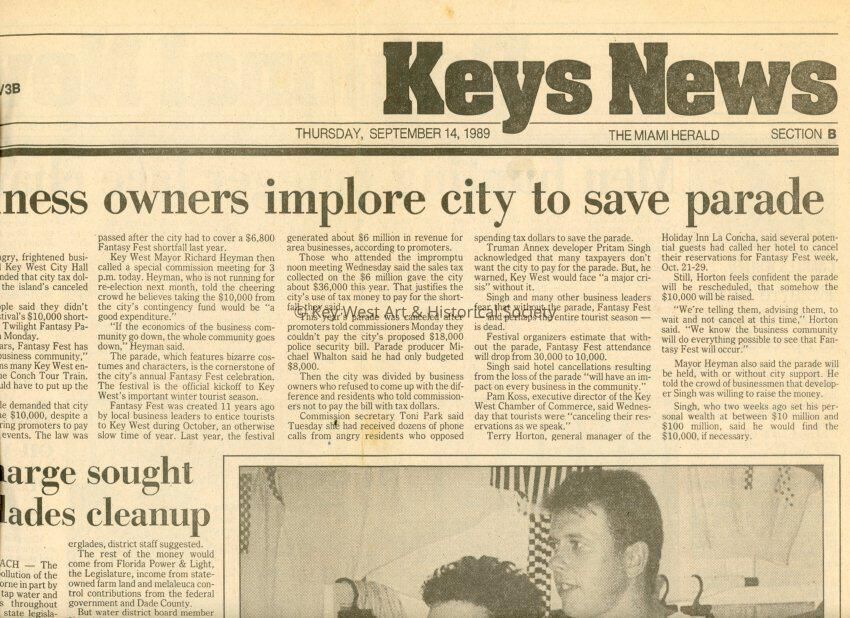 /3B
Keys News
THURSDAY, SEPTEMBER 14, 1989
THE MIAMI HERALD
SECTION B
ness owners implore city to save parade
gry, frightened busi-
Key West City Hall
nded that city tax dol-
the island's canceled
ple said they didn't
tival's $10,000 short-
Twilight Fantasy Pa-
n Monday.
ars, Fantasy Fest has
usiness community,"
us many Key West en-
e Conch Tour Train.
uld have to put up the
le demanded that city
e $10,000, despite a
ring promoters to pay
events. The law was
passed after the city had to cover a $6,800
Fantasy Fest shortfall last year.
Key West Mayor Richard Heyman then
called a special commission meeting for 3
p.m. today. Heyman, who is not running for
re-election next month, told the cheering
crowd he believes taking the $10,000 from
the city's contingency fund would be "a
good expenditure."
"If the economics of the business com-
munity go down, the whole community goes
down," Heyman said.
The parade, which features bizarre cos-
tumes and characters, is the cornerstone of
the city's annual Fantasy Fest celebration.
The festival is the official kickoff to Key
West's important winter tourist season.
Fantasy Fest was created 11 years ago
by local business leaders to entice tourists
to Key West during October, an otherwise
slow time of year. Last year, the festival
generated about $6 million in revenue for
area businesses, according to promoters.
Those who attended the impromptu
noon meeting Wednesday said the sales tax
collected on the $6 million gave the city
about $36,000 this year. That justifies the
city's use of tax money to pay for the short-
fall, they said.
This year's parade was canceled after
promoters told commissioners Monday they
couldn't pay the city's proposed $18,000
police security bill. Parade producer Mi-
chael Whalton said he had only budgeted
$8,000.
Then the city was divided by business
owners who refused to come up with the dif-
ference and residents who told commission-
ers not to pay the bill with tax dollars.
Commission secretary Toni Park said
Tuesday she had received dozens of phone
calls from angry residents who opposed
spending tax dollars to save the parade.
Truman Annex developer Pritam Singh
acknowledged that many taxpayers don't
want the city to pay for the parade. But, he
warned, Key West would face "a major cri-
sis" without it.
Singh and many other business leaders
fear that without the parade, Fantasy Fest
— and perhaps the entire tourist season —
is dead.
Festival organizers estimate that with-
out the parade, Fantasy Fest attendance
will drop from 30,000 to 10,000.
Singh said hotel cancellations resulting
from the loss of the parade "will have an im-
pact on every business in the community."
Pam Koss, executive director of the Key
West Chamber of Commerce, said Wednes-
day that tourists were "canceling their res-
ervations as we speak."
Terry Horton, general manager of the
Holiday Inn La Concha, said several poten-
tial guests had called her hotel to cancel
their reservations for Fantasy Fest week,
Oct. 21-29.
Still, Horton feels confident the parade
will be rescheduled, that somehow the
$10,000 will be raised.
"We're telling them, advising them, to
wait and not cancel at this time," Horton
said. "We know the business community
will do everything possible to see that Fan-
tasy Fest will occur."
Mayor Heyman also said the parade will
be held, with or without city support. He
told the crowd of businessmen that develop-
er Singh was willing to raise the money.
Singh, who two weeks ago set his per-
sonal wealth at between $10 million and
$100 million, said he would find the
$10,000, if necessary.
© Key West Art & Historical Society
arge sought
lades cleanup
ACH — The
ollution of the
orne in part by
tap water and
s throughout
state legisla-
erglades, district staff suggested.
The rest of the money would
come from Florida Power & Light,
the Legislature, income from state-
owned farm land and melaleuca con-
trol contributions from the federal
government and Dade County.
But water district board member